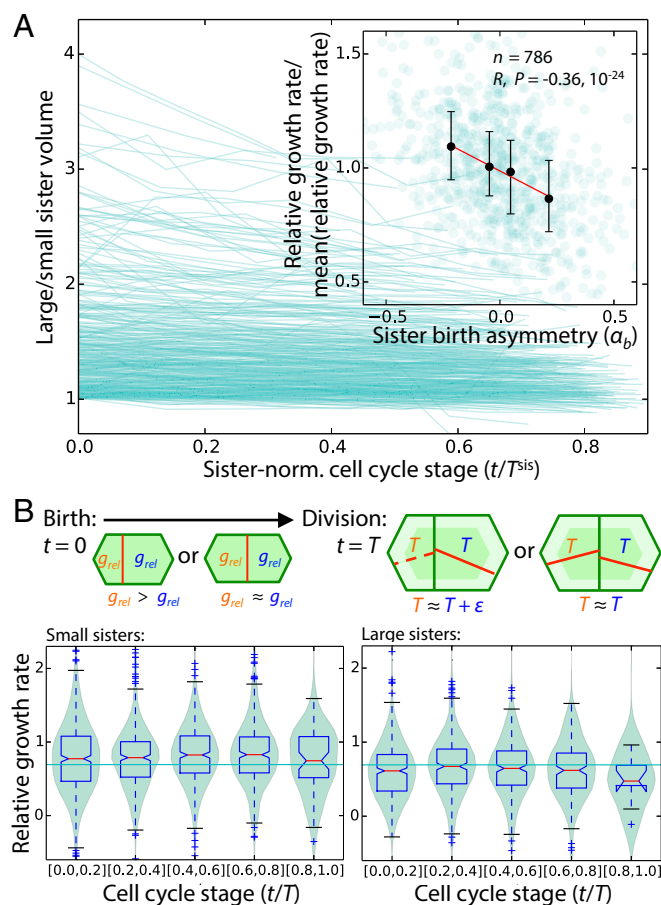 A
Large/small sister volume
4
3
2
1
0.0 0.2 0.4 0.6 0.8
Sister-norm. cell cycle stage (t/Tˢⁱˢ)
Relative growth rate/
mean(relative growth rate)
1.5
1.0
0.5
n = 786
R, P = -0.36, 10⁻²⁴
−0.5 0.0 0.5
Sister birth asymmetry (α_b)
B
Birth:
t = 0
g_rel g_rel or g_rel g_rel
g_rel > g_rel g_rel ≈ g_rel
Division:
t = T
T T or T T
T ≈ T + ε T ≈ T
Small sisters:
Relative growth rate
2
1
0
[0.0,0.2] [0.2,0.4] [0.4,0.6] [0.6,0.8] [0.8,1.0]
Cell cycle stage (t/T)
Large sisters:
2
1
0
[0.0,0.2] [0.2,0.4] [0.4,0.6] [0.6,0.8] [0.8,1.0]
Cell cycle stage (t/T)